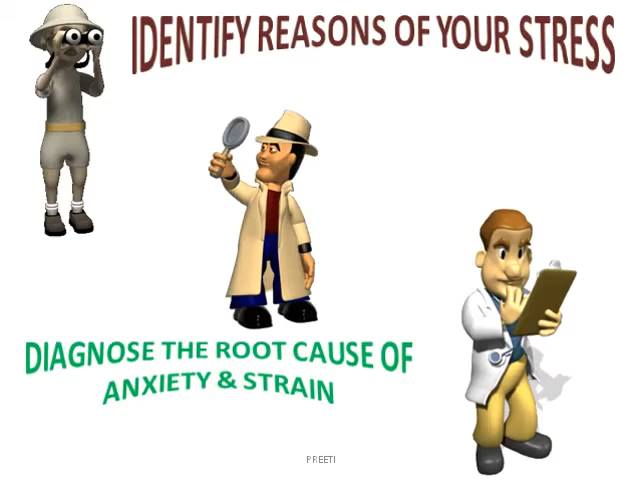 IDENTIFY REASONS OF YOUR STRESS
DIAGNOSE THE ROOT CAUSE OF
ANXIETY & STRAIN
PREETI